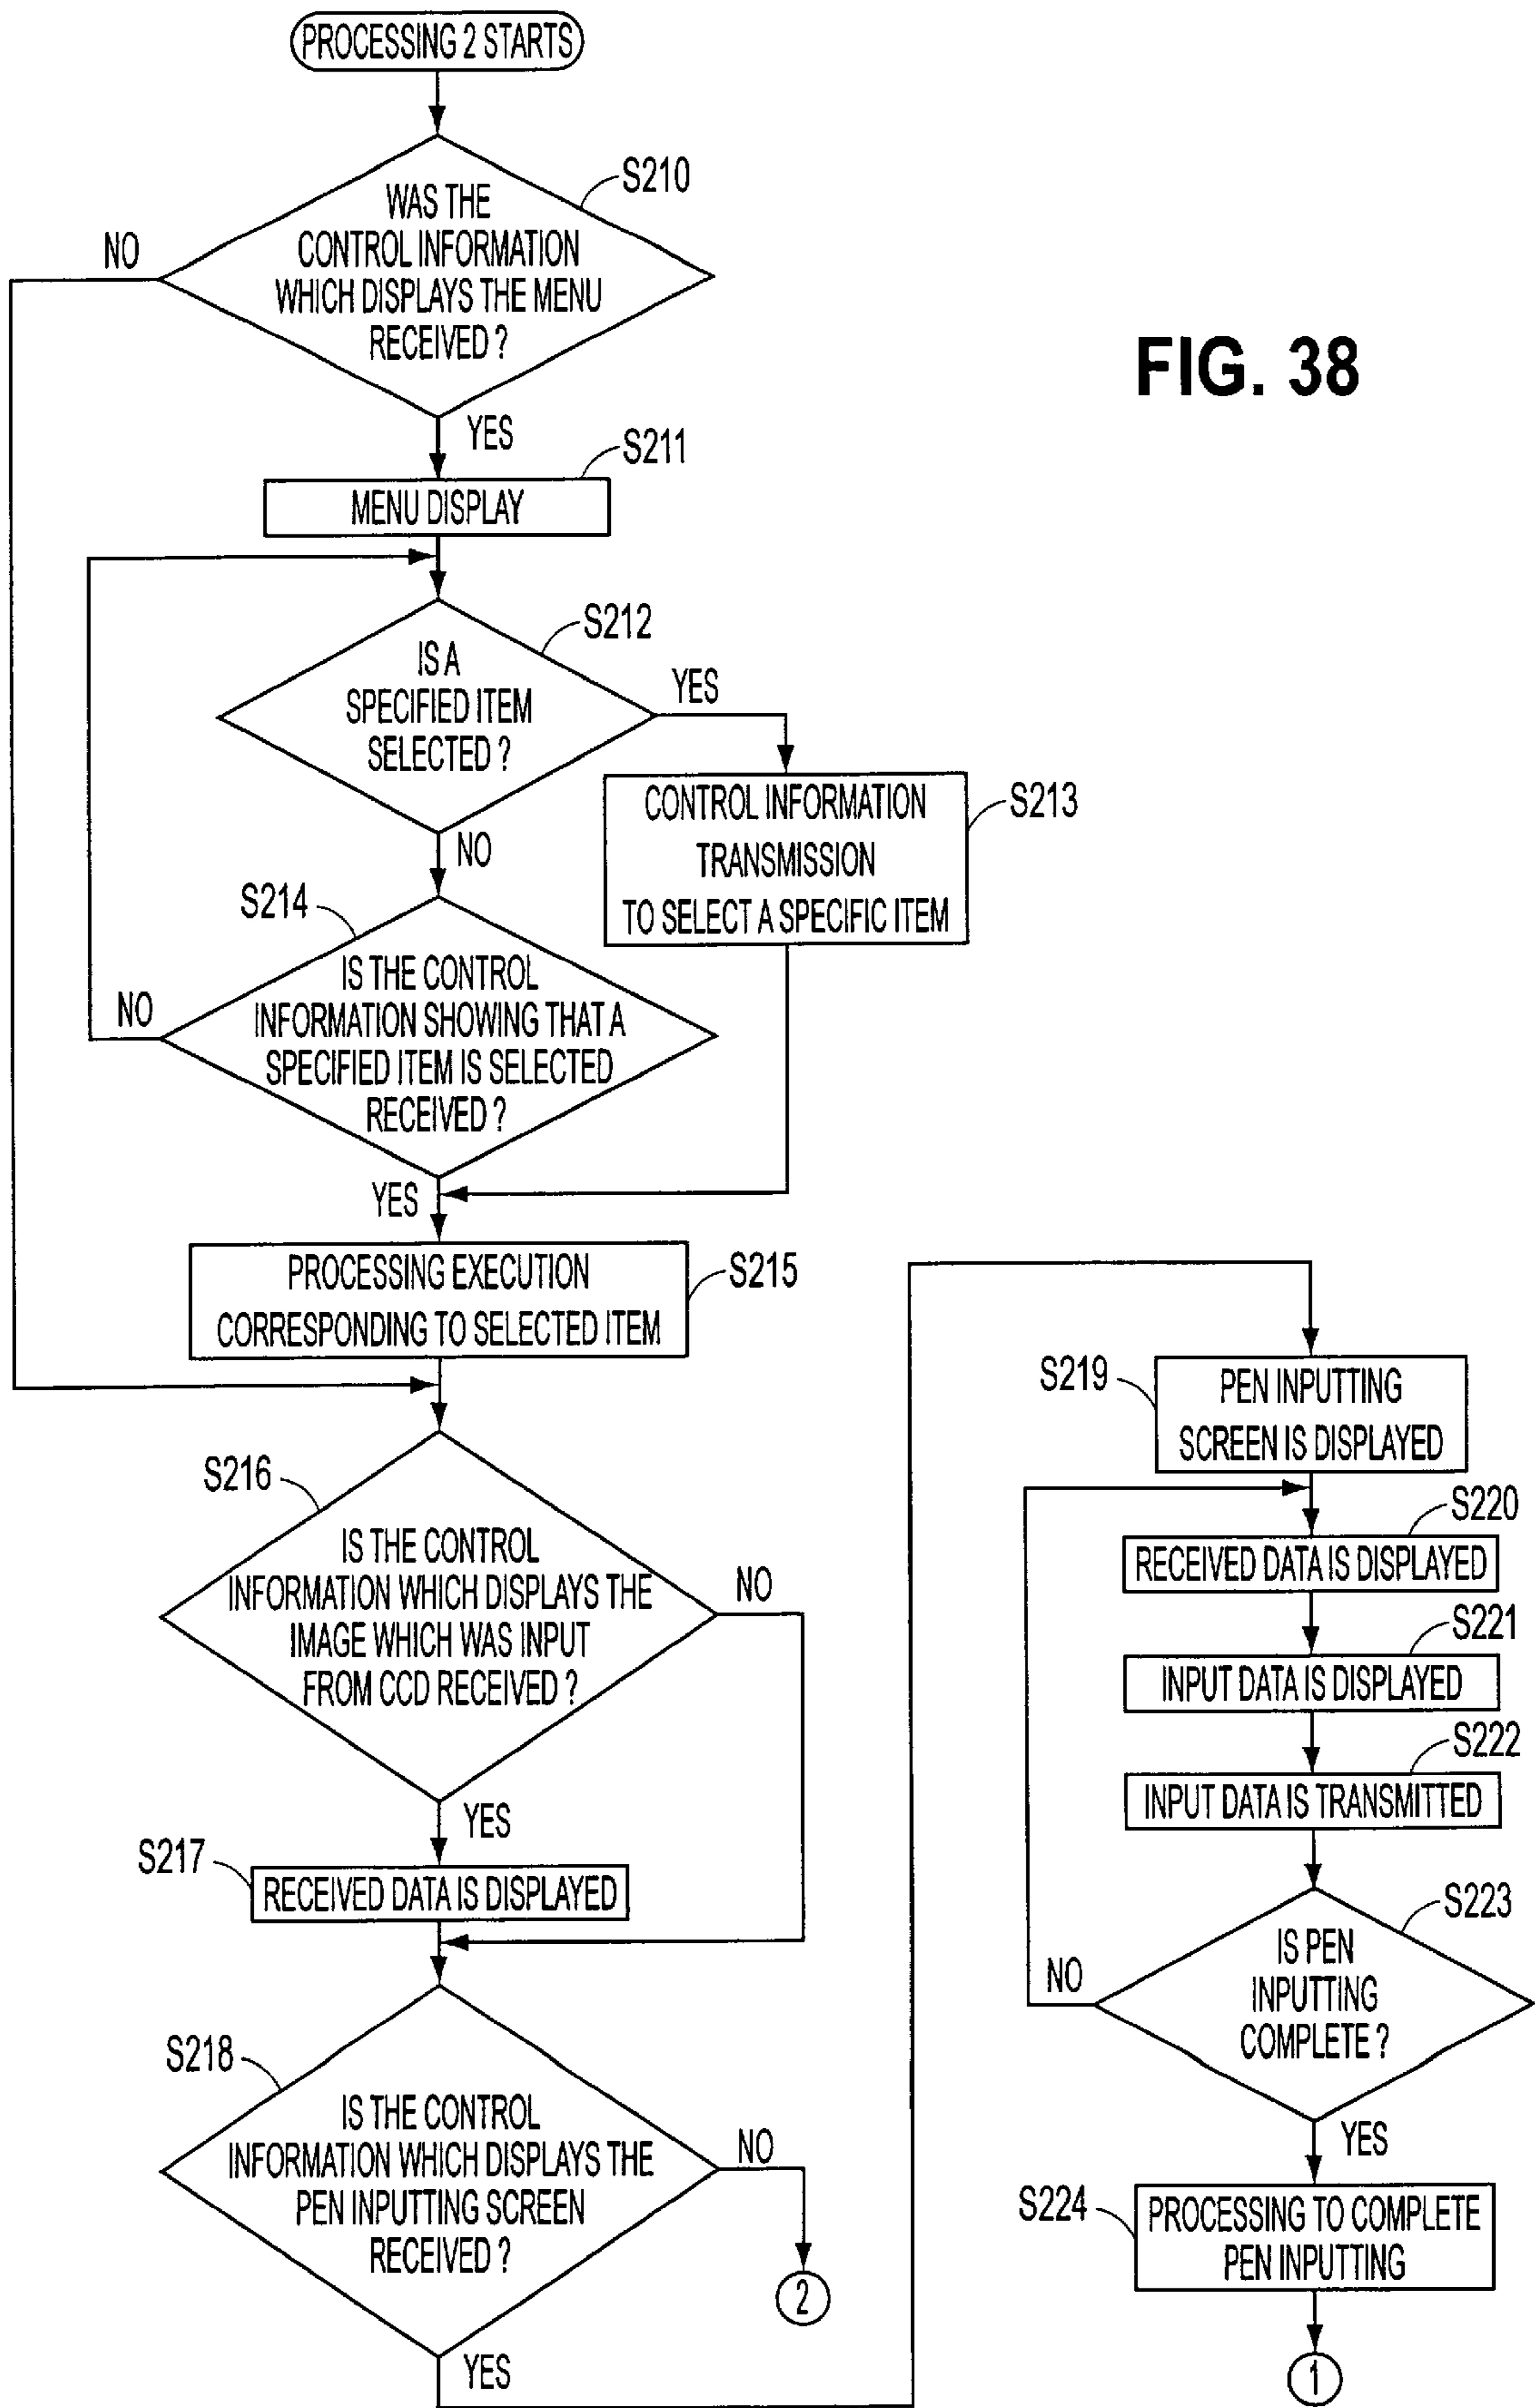 PROCESSING 2 STARTS
S210
WAS THE
CONTROL INFORMATION
WHICH DISPLAYS THE MENU
RECEIVED ?
NO
YES
FIG. 38
S211
MENU DISPLAY
S212
IS A
SPECIFIED ITEM
SELECTED ?
YES
NO
S213
CONTROL INFORMATION
TRANSMISSION
TO SELECT A SPECIFIC ITEM
S214
IS THE CONTROL
INFORMATION SHOWING THAT A
SPECIFIED ITEM IS SELECTED
RECEIVED ?
NO
YES
S215
PROCESSING EXECUTION
CORRESPONDING TO SELECTED ITEM
S216
IS THE CONTROL
INFORMATION WHICH DISPLAYS THE
IMAGE WHICH WAS INPUT
FROM CCD RECEIVED ?
NO
YES
S217
RECEIVED DATA IS DISPLAYED
S218
IS THE CONTROL
INFORMATION WHICH DISPLAYS THE
PEN INPUTTING SCREEN
RECEIVED ?
NO
2
YES
S219
PEN INPUTTING
SCREEN IS DISPLAYED
S220
RECEIVED DATA IS DISPLAYED
S221
INPUT DATA IS DISPLAYED
S222
INPUT DATA IS TRANSMITTED
S223
IS PEN
INPUTTING
COMPLETE ?
NO
YES
S224
PROCESSING TO COMPLETE
PEN INPUTTING
1